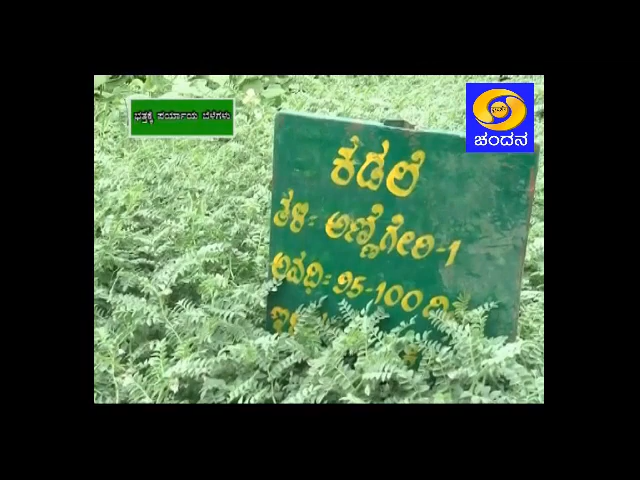 ಭತ್ತಕ್ಕೆ ಪರ್ಯಾಯ ಬೆಳೆಗಳು
ಚಂದನ
ಕಡಲೆ
ತಳಿ: ಅಣ್ಣಿಗೇರಿ-1
ಅವಧಿ: 95-100 ದಿ